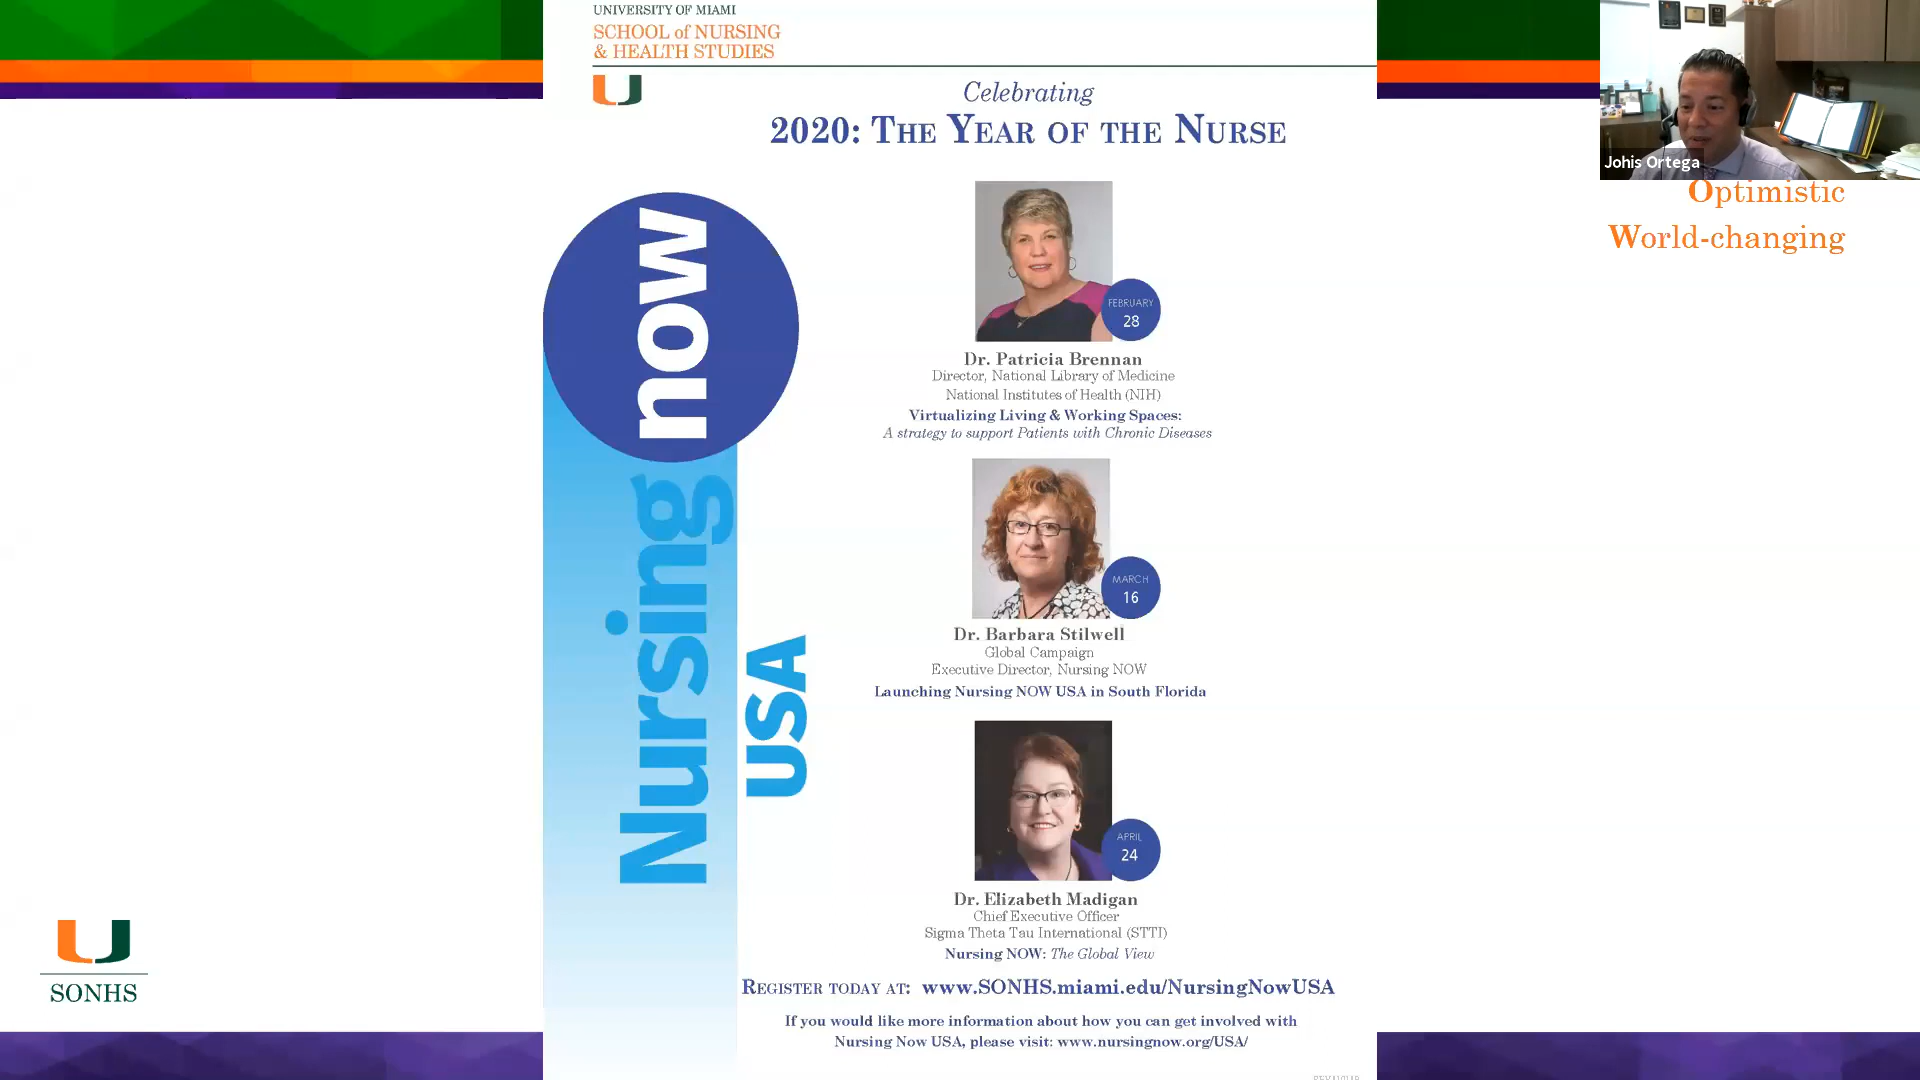 UNIVERSITY OF MIAMI
SCHOOL of NURSING
& HEALTH STUDIES
Celebrating
2020: THE YEAR OF THE NURSE
Johis Ortega
Optimistic
World-changing
Nursing now
USA
FEBRUARY
28
Dr. Patricia Brennan
Director, National Library of Medicine
National Institutes of Health (NIH)
Virtualizing Living & Working Spaces:
A strategy to support Patients with Chronic Diseases
MARCH
16
Dr. Barbara Stilwell
Global Campaign
Executive Director, Nursing NOW
Launching Nursing NOW USA in South Florida
APRIL
24
Dr. Elizabeth Madigan
Chief Executive Officer
Sigma Theta Tau International (STTI)
Nursing NOW: The Global View
REGISTER TODAY AT: www.SONHS.miami.edu/NursingNowUSA
If you would like more information about how you can get involved with
Nursing Now USA, please visit: www.nursingnow.org/USA/
SONHS